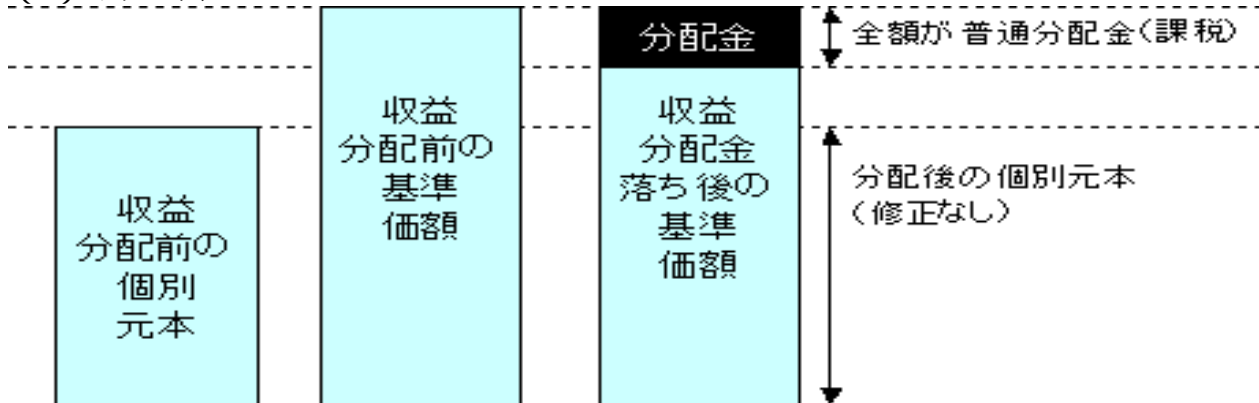 分配金
全額が普通分配金(課税)
収益
分配前の
基準
価額
収益
分配金
落ち後の
基準
価額
収益
分配前の
個別
元本
分配後の個別元本
(修正なし)